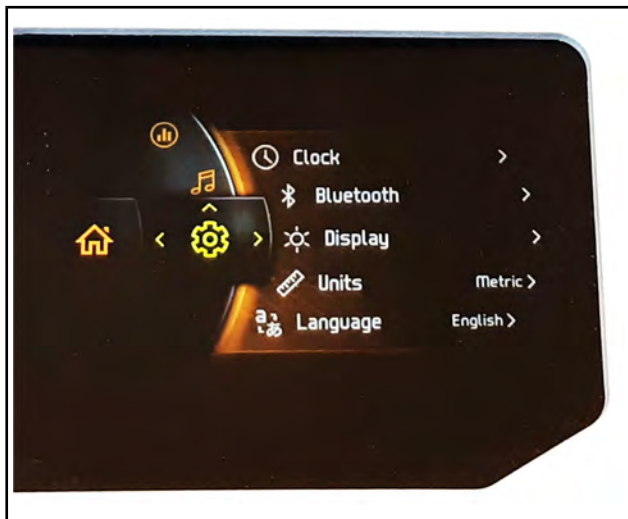 Clock
Bluetooth
Display
Units Metric
Language English